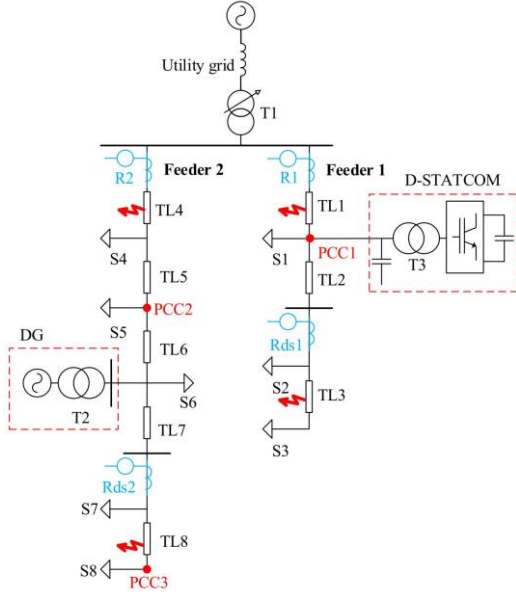 Utility grid
T1
R2
Feeder 2
R1
Feeder 1
D-STATCOM
TL4
TL1
S4
S1
PCC1
T3
TL5
TL2
PCC2
S5
DG
TL6
Rds1
S2
T2
S6
TL3
TL7
S3
Rds2
S7
TL8
S8
PCC3